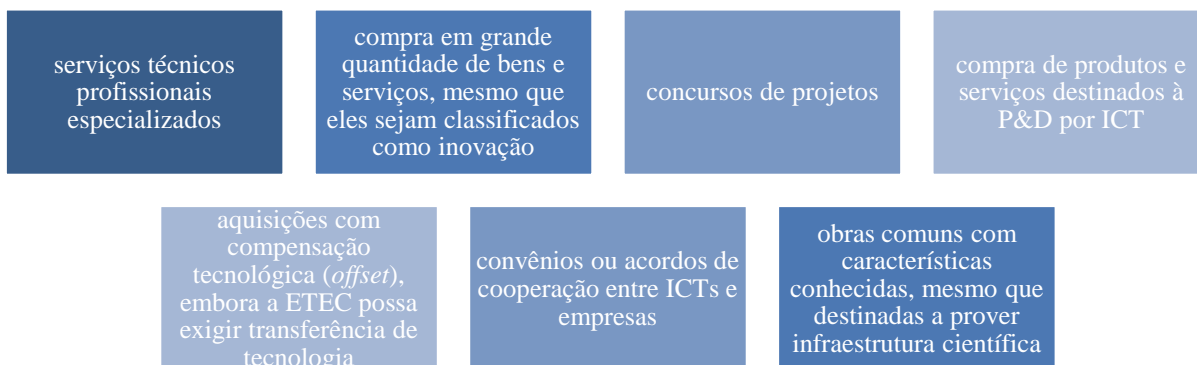 serviços técnicos
profissionais
especializados
compra em grande
quantidade de bens e
serviços, mesmo que
eles sejam classificados
como inovação
concursos de projetos
compra de produtos e
serviços destinados à
P&D por ICT
aquisições com
compensação
tecnológica (offset),
embora a ETEC possa
exigir transferência de
tecnologia
convênios ou acordos de
cooperação entre ICTs e
empresas
obras comuns com
características
conhecidas, mesmo que
destinadas a prover
infraestrutura científica